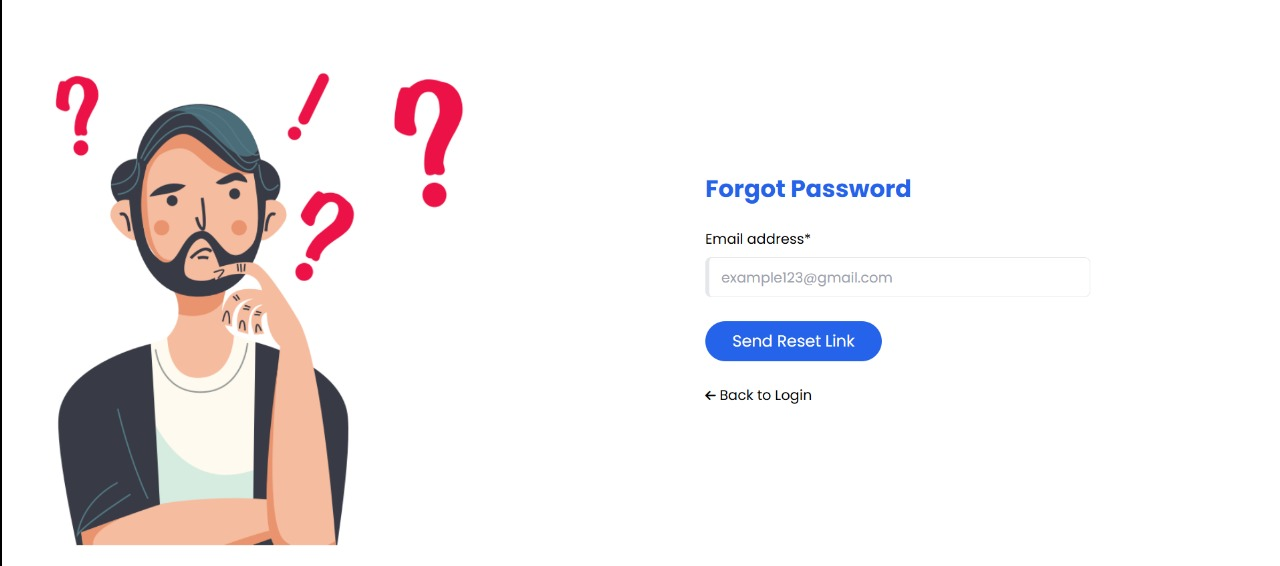 ? ! ? ?
Forgot Password
Email address*
example123@gmail.com
Send Reset Link
← Back to Login